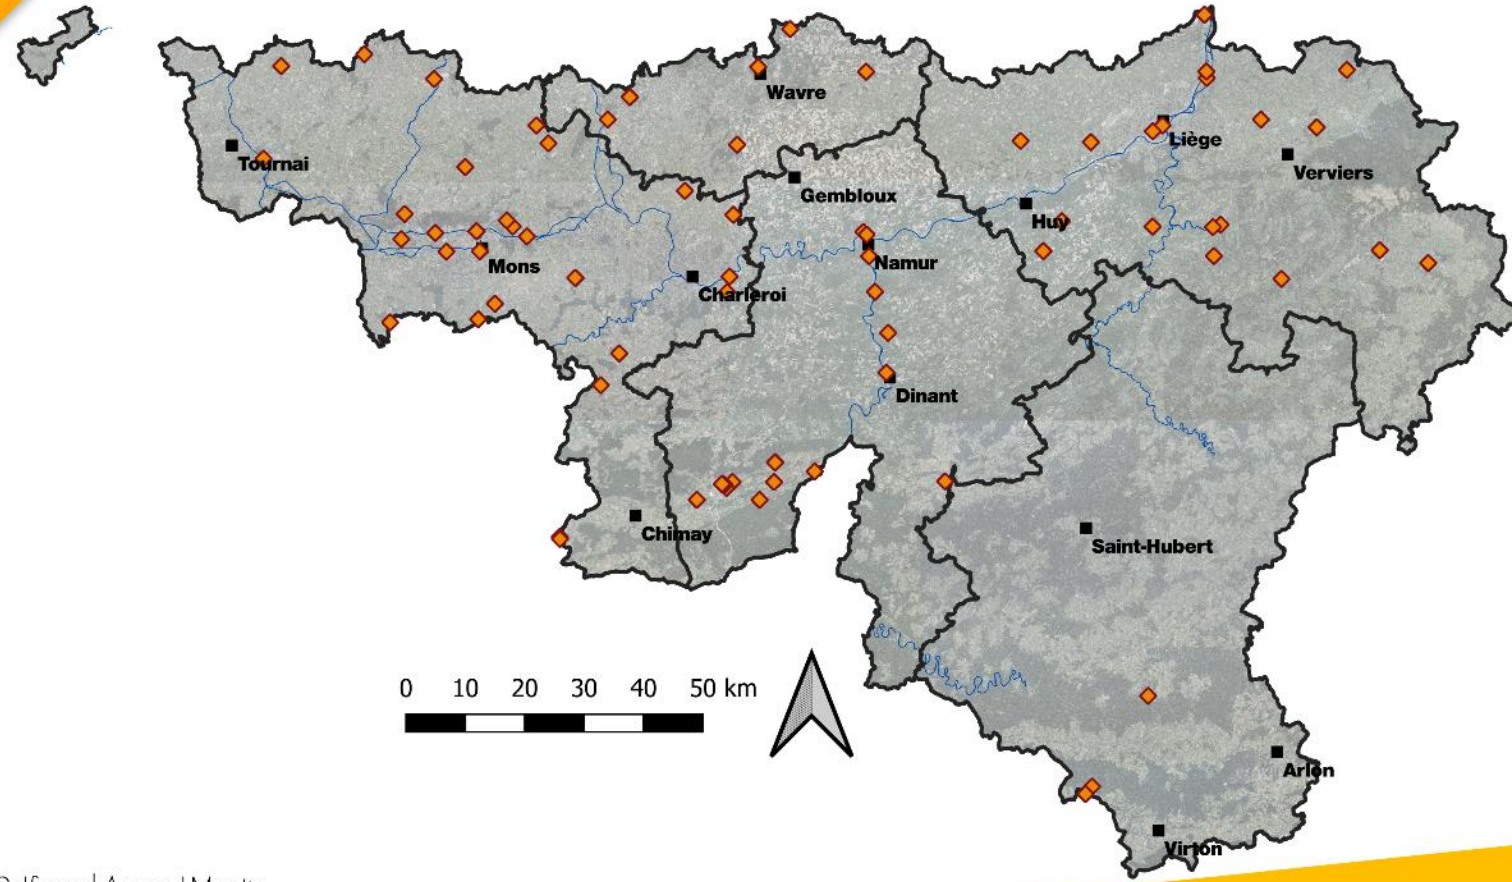 Wavre
Liège
Tournai
Verviers
Gembloux
Huy
Mons
Namur
Charleroi
Dinant
Chimay
Saint-Hubert
0 10 20 30 40 50 km
Arlon
Virton